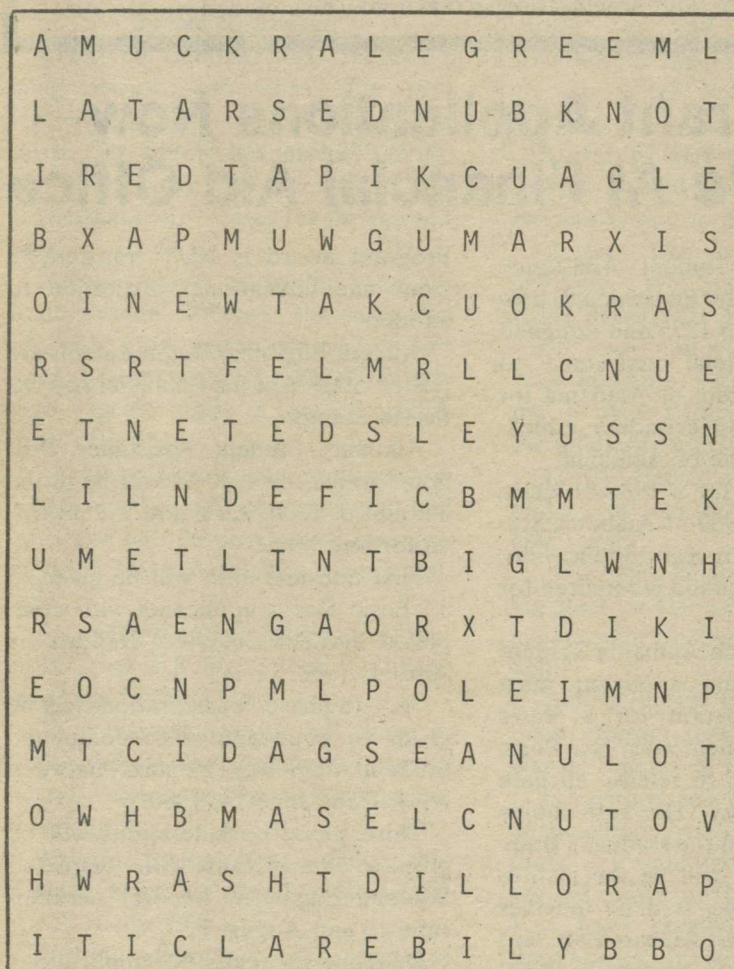 A M U C K R A L E G R E E M L
L A T A R S E D N U B K N O T
I R E D T A P I K C U A G L E
B X A P M U W G U M A R X I S
O I N E W T A K C U O K R A S
R S R T F E L M R L L C N U E
E T N E T E D S L E Y U S S N
L I L N D E F I C B M M T E K
U M E T L T N T B I G L W N H
R S A E N G A O R X T D I K I
E O C N P M L P O L E I M N P
M T C I D A G S E A N U L O T
O W H B M A S E L C N U T O V
H W R A S H T D I L L O R A P
I T I C L A R E B I L Y B B O